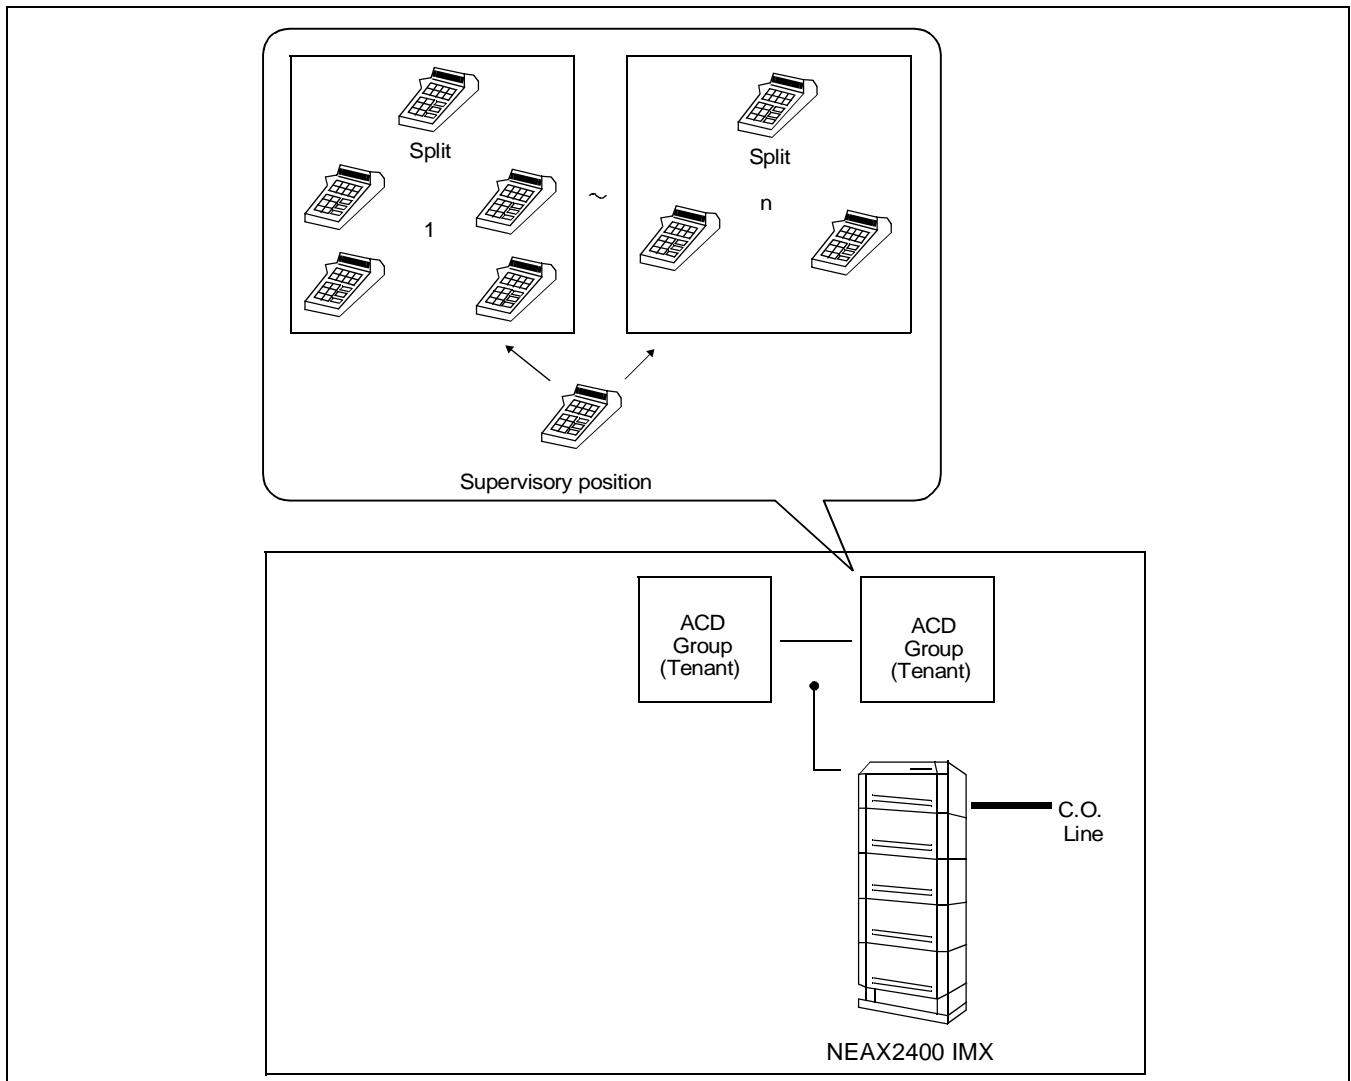 Split
1
~
Split
n
Supervisory position
ACD
Group
(Tenant)
ACD
Group
(Tenant)
C.O.
Line
NEAX2400 IMX